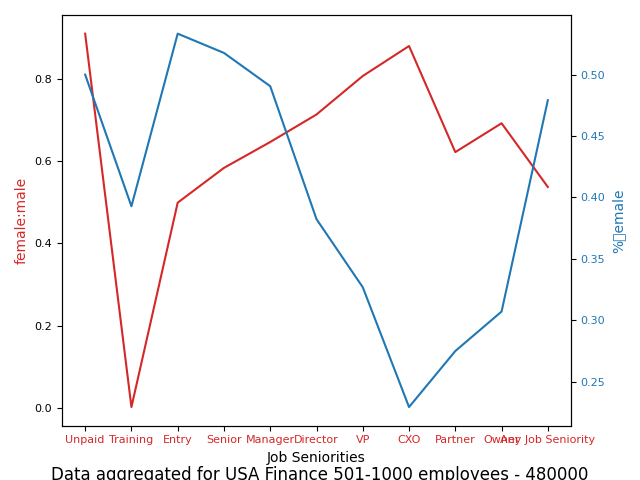 0.8
0.6
0.4
0.2
0.0
female:male
0.50
0.45
0.40
0.35
0.30
0.25
%▯emale
Unpaid Training Entry Senior Manager Director VP CXO Partner Owner Any Job Seniority
Job Seniorities
Data aggregated for USA Finance 501-1000 employees - 480000